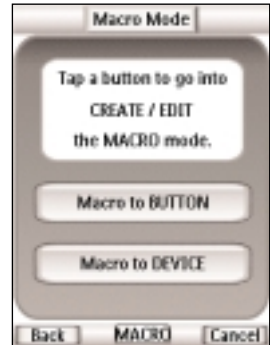 Macro Mode
Tap a button to go into
CREATE / EDIT
the MACRO mode.
Macro to BUTTON
Macro to DEVICE
Back MACRO Cancel